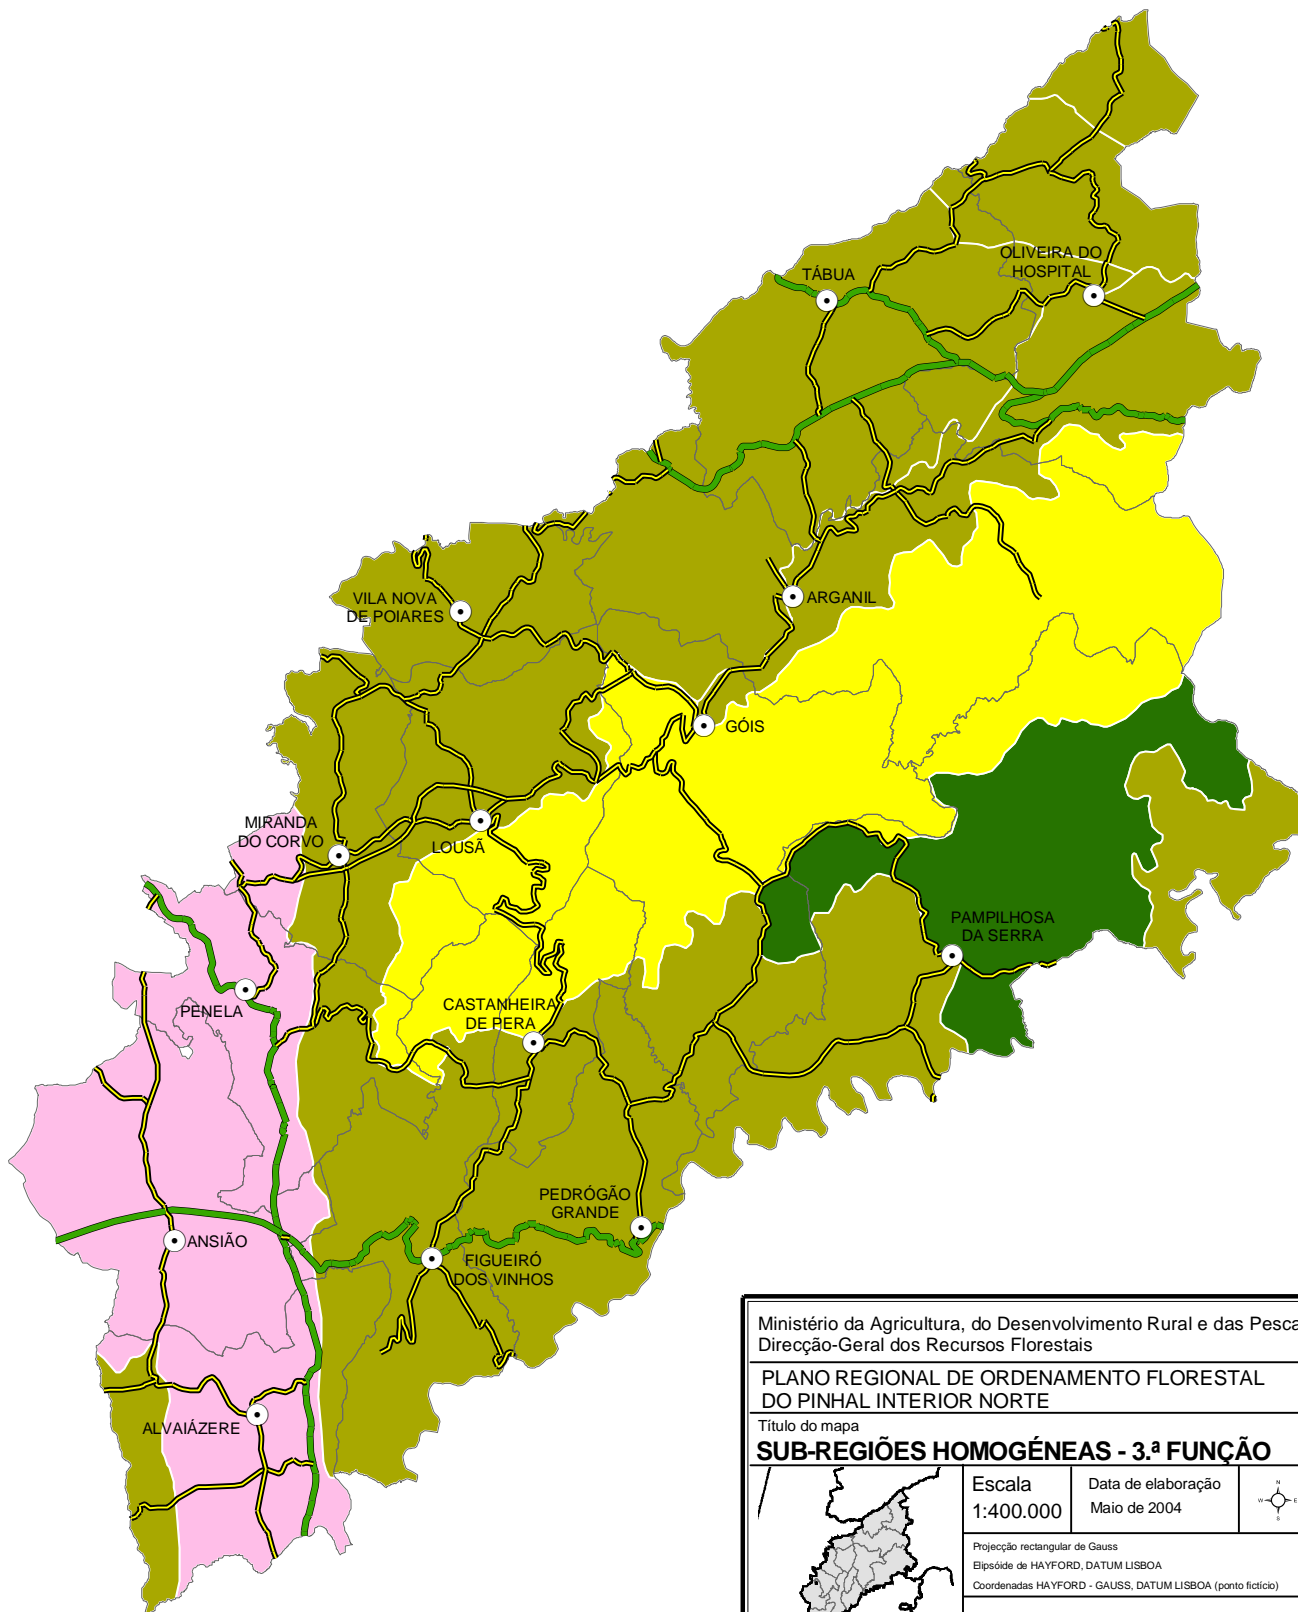 OLIVEIRA DO
HOSPITAL
TÁBUA
VILA NOVA
DE POIARES
ARGANIL
GÓIS
MIRANDA
DO CORVO
LOUSÃ
PAMPILHOSA
DA SERRA
PENELA
CASTANHEIRA
DE PERA
PEDRÓGÃO
GRANDE
ANSIÃO
FIGUEIRÓ
DOS VINHOS
ALVAIÁZERE
Ministério da Agricultura, do Desenvolvimento Rural e das Pesca
Direcção-Geral dos Recursos Florestais
PLANO REGIONAL DE ORDENAMENTO FLORESTAL
DO PINHAL INTERIOR NORTE
Título do mapa
SUB-REGIÕES HOMOGÉNEAS - 3.ª FUNÇÃO
Escala
1:400.000
Data de elaboração
Maio de 2004
N
W E
S
Projecção rectangular de Gauss
Elipsóide de HAYFORD, DATUM LISBOA
Coordenadas HAYFORD - GAUSS, DATUM LISBOA (ponto fictício)